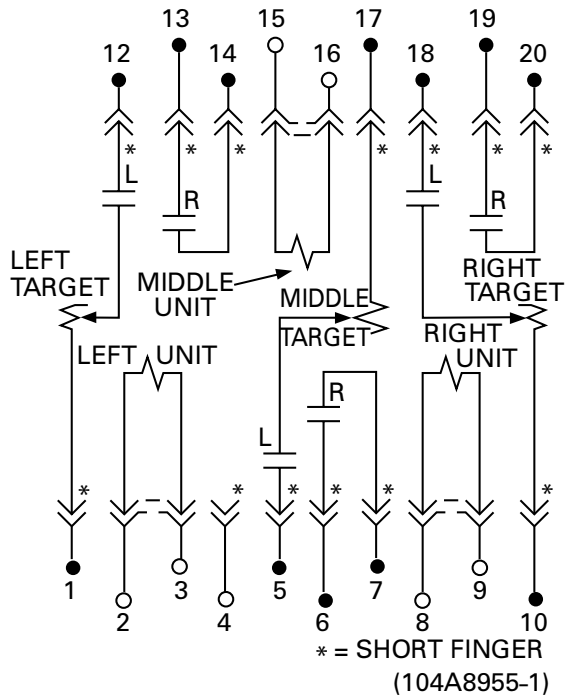 13 15 17 19
12 14 16 18 20
* * * * * * *
L R L R
LEFT TARGET
MIDDLE UNIT
MIDDLE TARGET
RIGHT TARGET
LEFT UNIT
RIGHT UNIT
R
L
* * * * * *
1 3 5 7 9 10
2 4 6 8
* = SHORT FINGER
(104A8955-1)